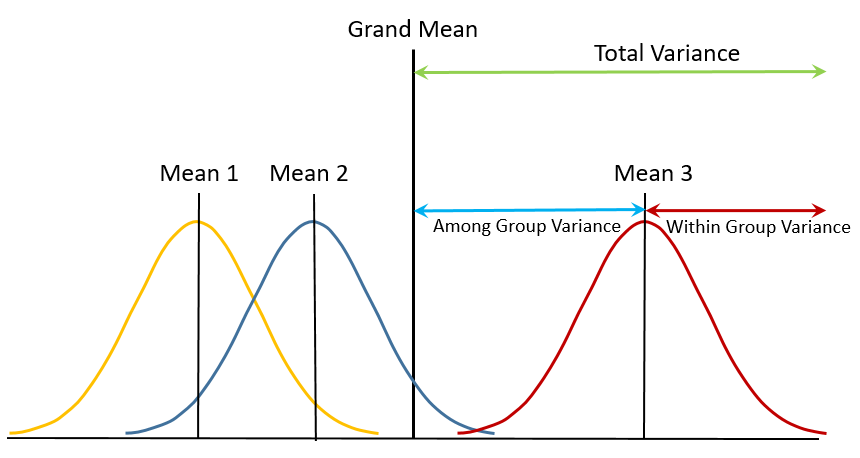 Grand Mean
Total Variance
Mean 1
Mean 2
Mean 3
Among Group Variance
Within Group Variance